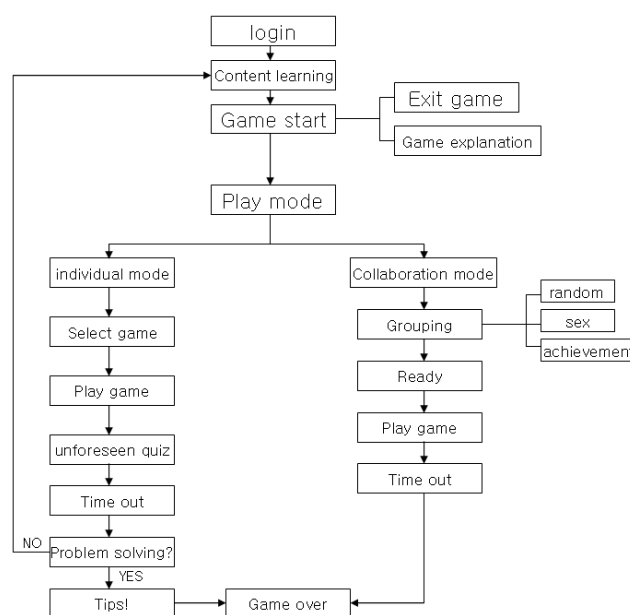 login
Content learning
Game start
Exit game
Game explanation
Play mode
individual mode
Collaboration mode
Select game
Grouping
random
sex
achievement
Play game
Ready
unforeseen quiz
Play game
Time out
Time out
NO
Problem solving?
YES
Tips!
Game over